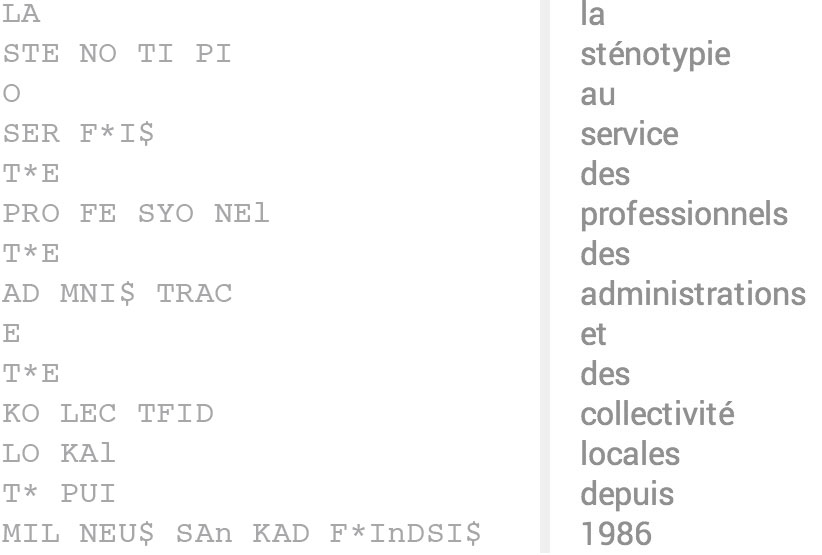 LA la
STE NO TI PI sténotypie
O au
SER F*I$ service
T*E des
PRO FE SYO NEl professionnels
T*E des
AD MNI$ TRAC administrations
E et
T*E des
KO LEC TFID collectivité
LO KAl locales
T* PUI depuis
MIL NEU$ SAn KAD F*InDSI$ 1986